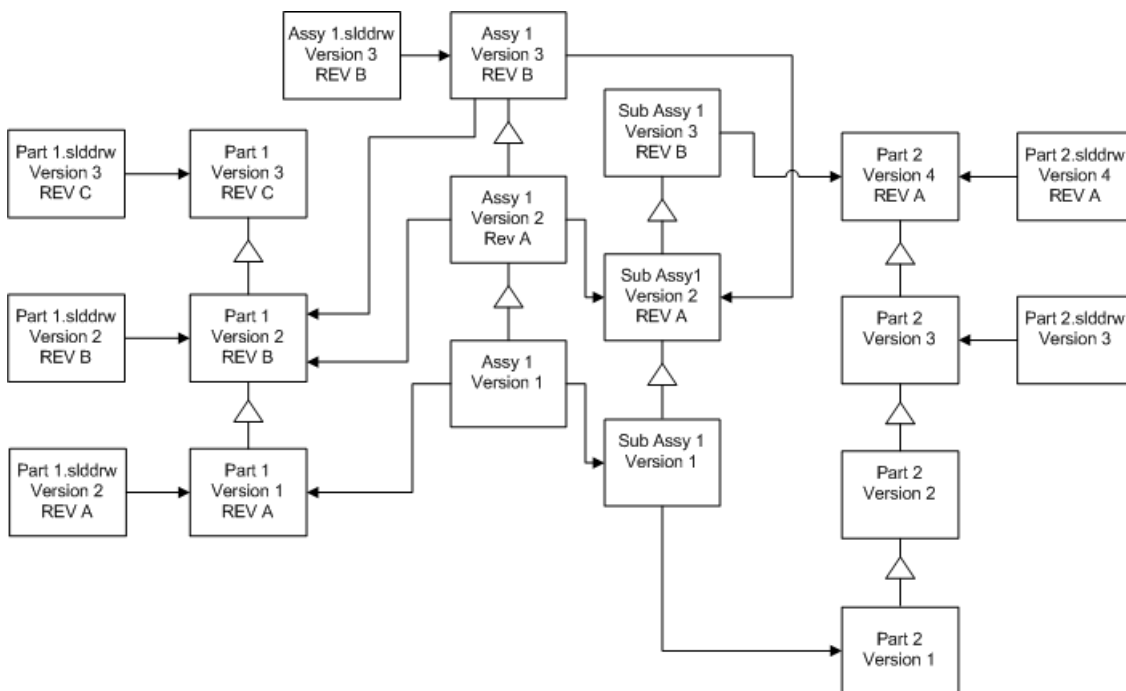 Assy 1.slddrw
Version 3
REV B
Assy 1
Version 3
REV B
Sub Assy 1
Version 3
REV B
Part 1.slddrw
Version 3
REV C
Part 1
Version 3
REV C
Part 2
Version 4
REV A
Part 2.slddrw
Version 4
REV A
Assy 1
Version 2
Rev A
Sub Assy1
Version 2
REV A
Part 1.slddrw
Version 2
REV B
Part 1
Version 2
REV B
Part 2
Version 3
Part 2.slddrw
Version 3
Assy 1
Version 1
Sub Assy 1
Version 1
Part 1.slddrw
Version 2
REV A
Part 1
Version 1
REV A
Part 2
Version 2
Part 2
Version 1